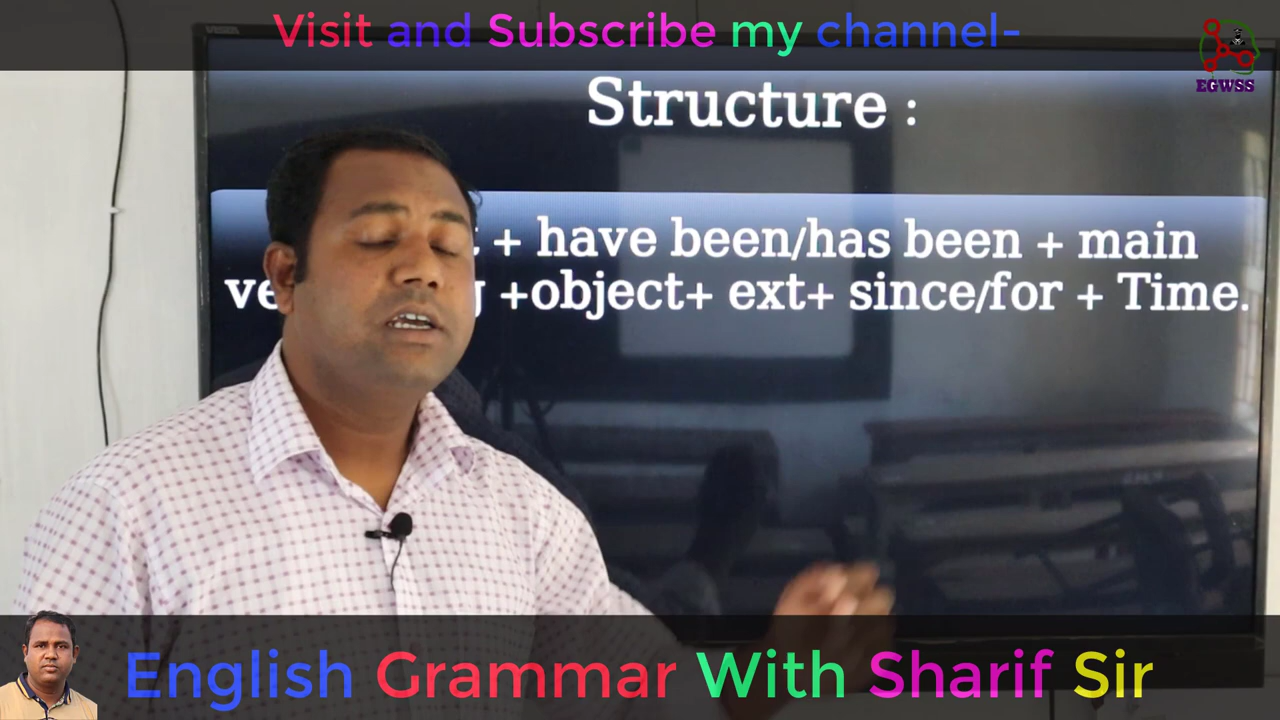 Visit and Subscribe my channel-
EGWSS
Structure :
+ have been/has been + main
+object+ ext+ since/for + Time.
English Grammar With Sharif Sir